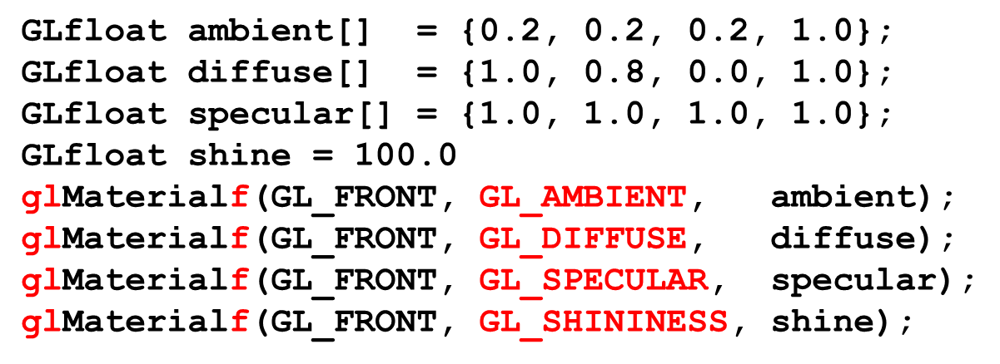 GLfloat ambient[]  = {0.2, 0.2, 0.2, 1.0};
GLfloat diffuse[]  = {1.0, 0.8, 0.0, 1.0};
GLfloat specular[] = {1.0, 1.0, 1.0, 1.0};
GLfloat shine = 100.0
glMaterialf(GL_FRONT, GL_AMBIENT,   ambient);
glMaterialf(GL_FRONT, GL_DIFFUSE,   diffuse);
glMaterialf(GL_FRONT, GL_SPECULAR,  specular);
glMaterialf(GL_FRONT, GL_SHININESS, shine);